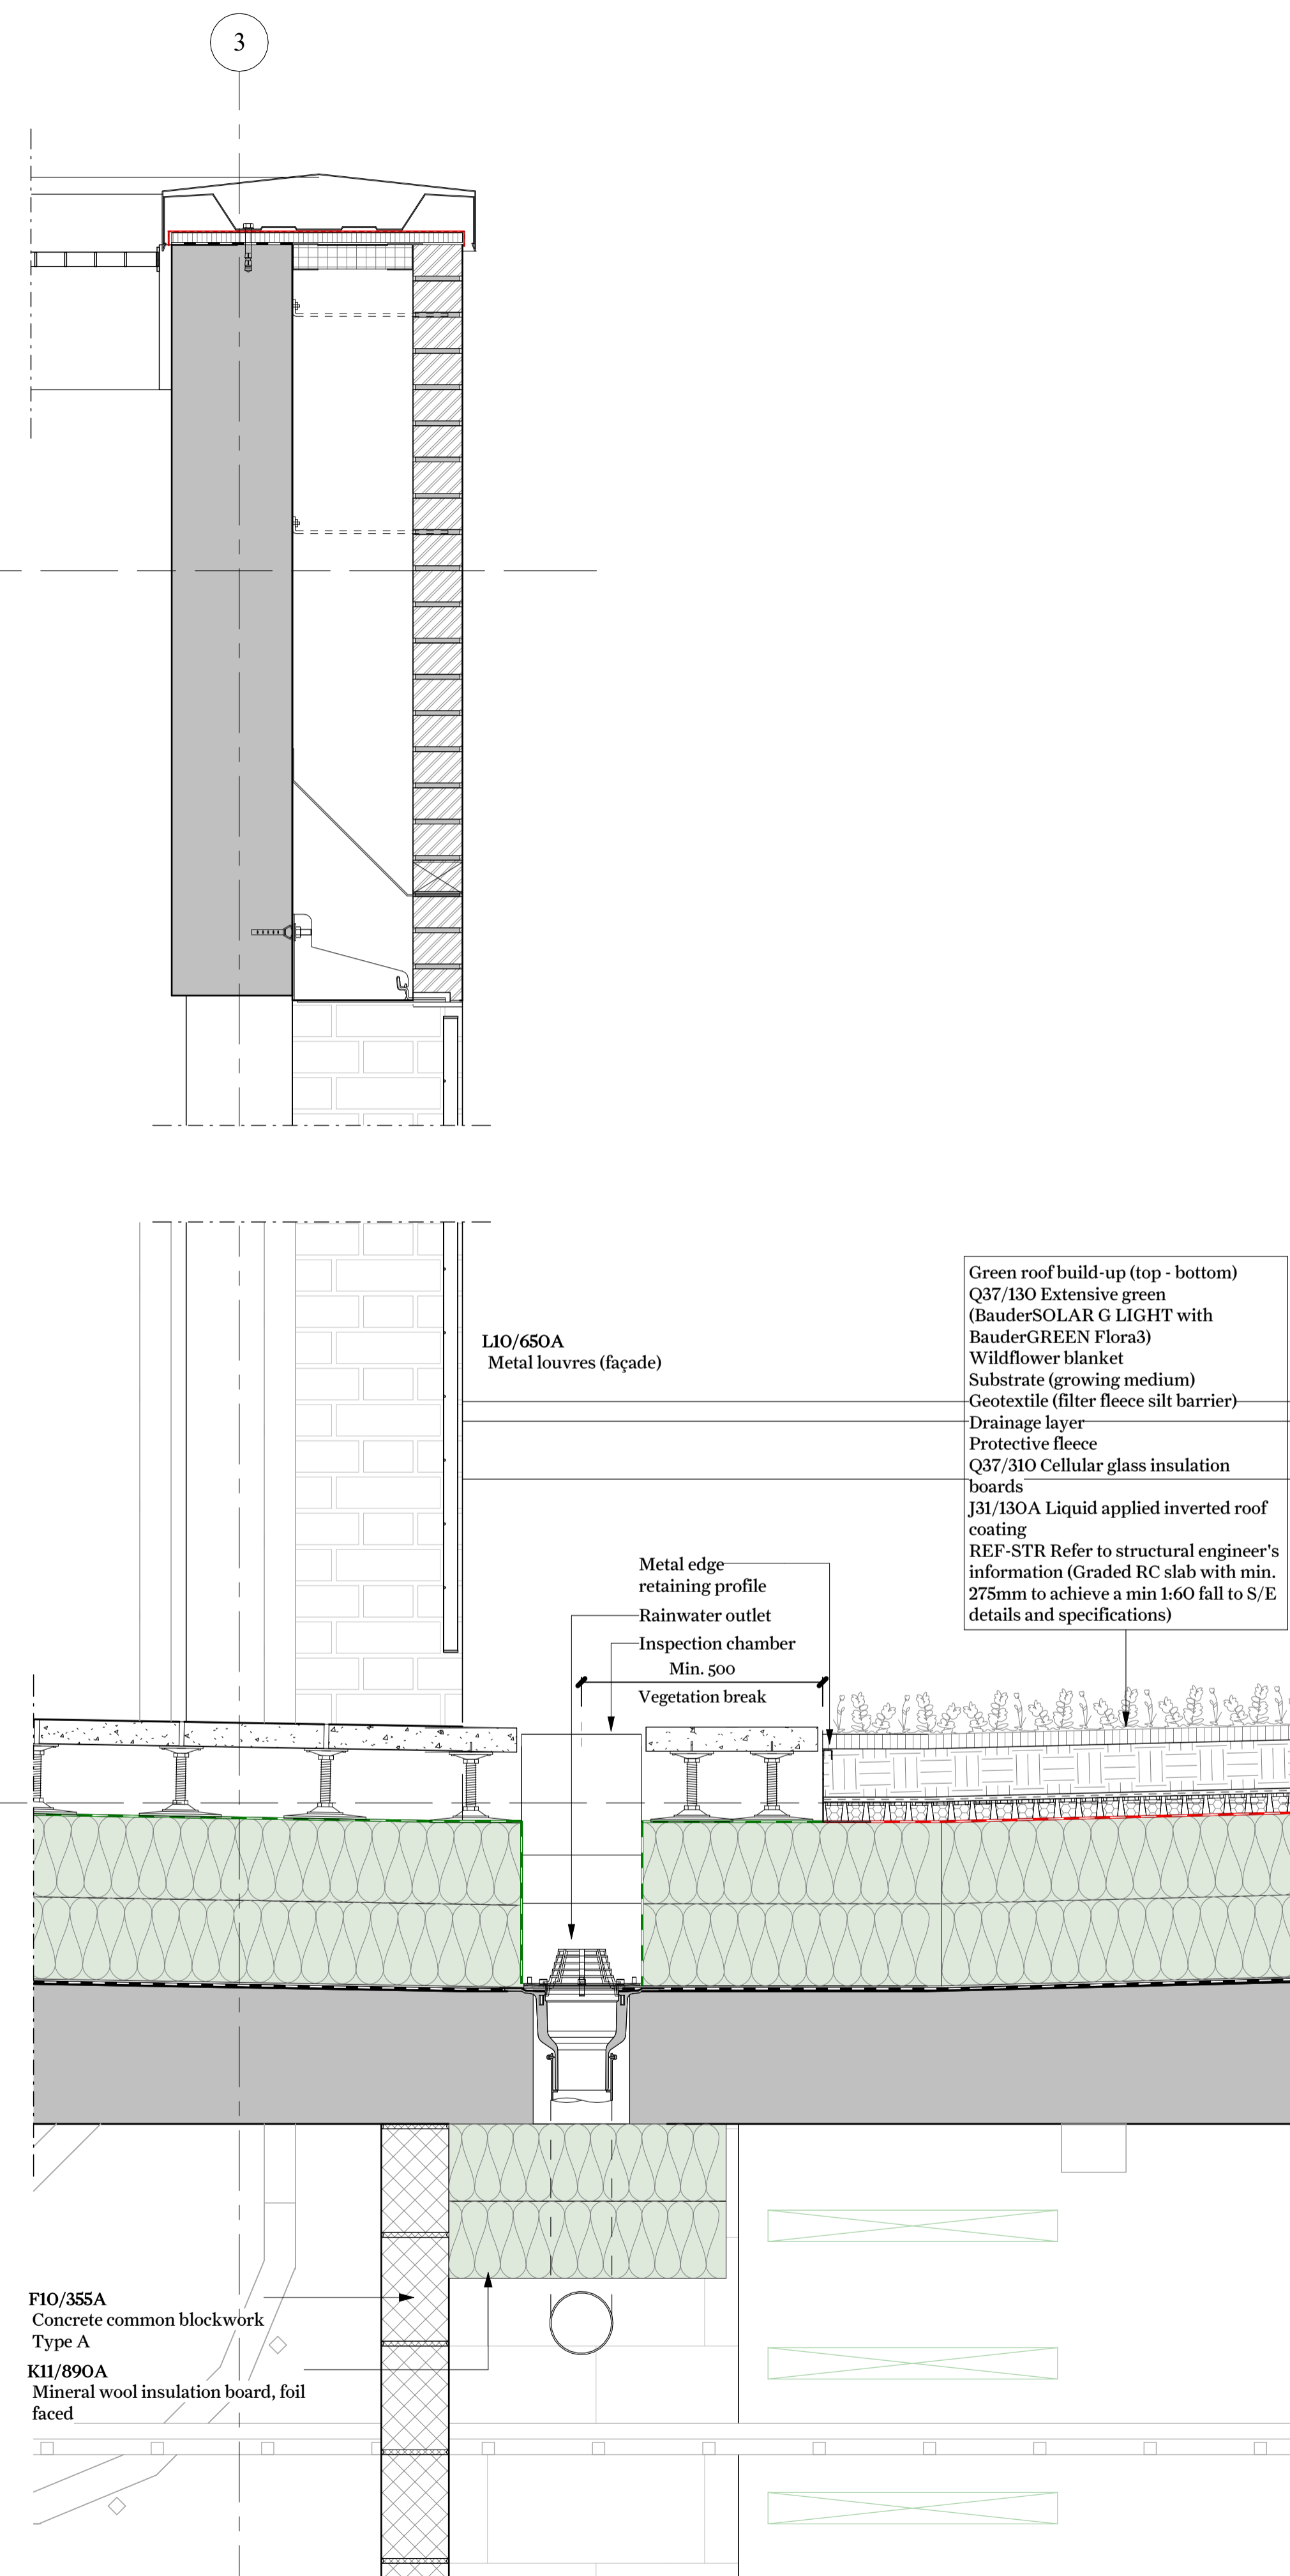 3
Green roof build-up (top - bottom)
Q37/130 Extensive green
(BauderSOLAR G LIGHT with
BauderGREEN Flora3)
Wildflower blanket
Substrate (growing medium)
Geotextile (filter fleece silt barrier)
Drainage layer
Protective fleece
Q37/310 Cellular glass insulation
boards
J31/130A Liquid applied inverted roof
coating
REF-STR Refer to structural engineer's
information (Graded RC slab with min.
275mm to achieve a min 1:60 fall to S/E
details and specifications)
L10/650A
Metal louvres (façade)
Metal edge
retaining profile
Rainwater outlet
Inspection chamber
Min. 500
Vegetation break
F10/355A
Concrete common blockwork
Type A
K11/890A
Mineral wool insulation board, foil
faced